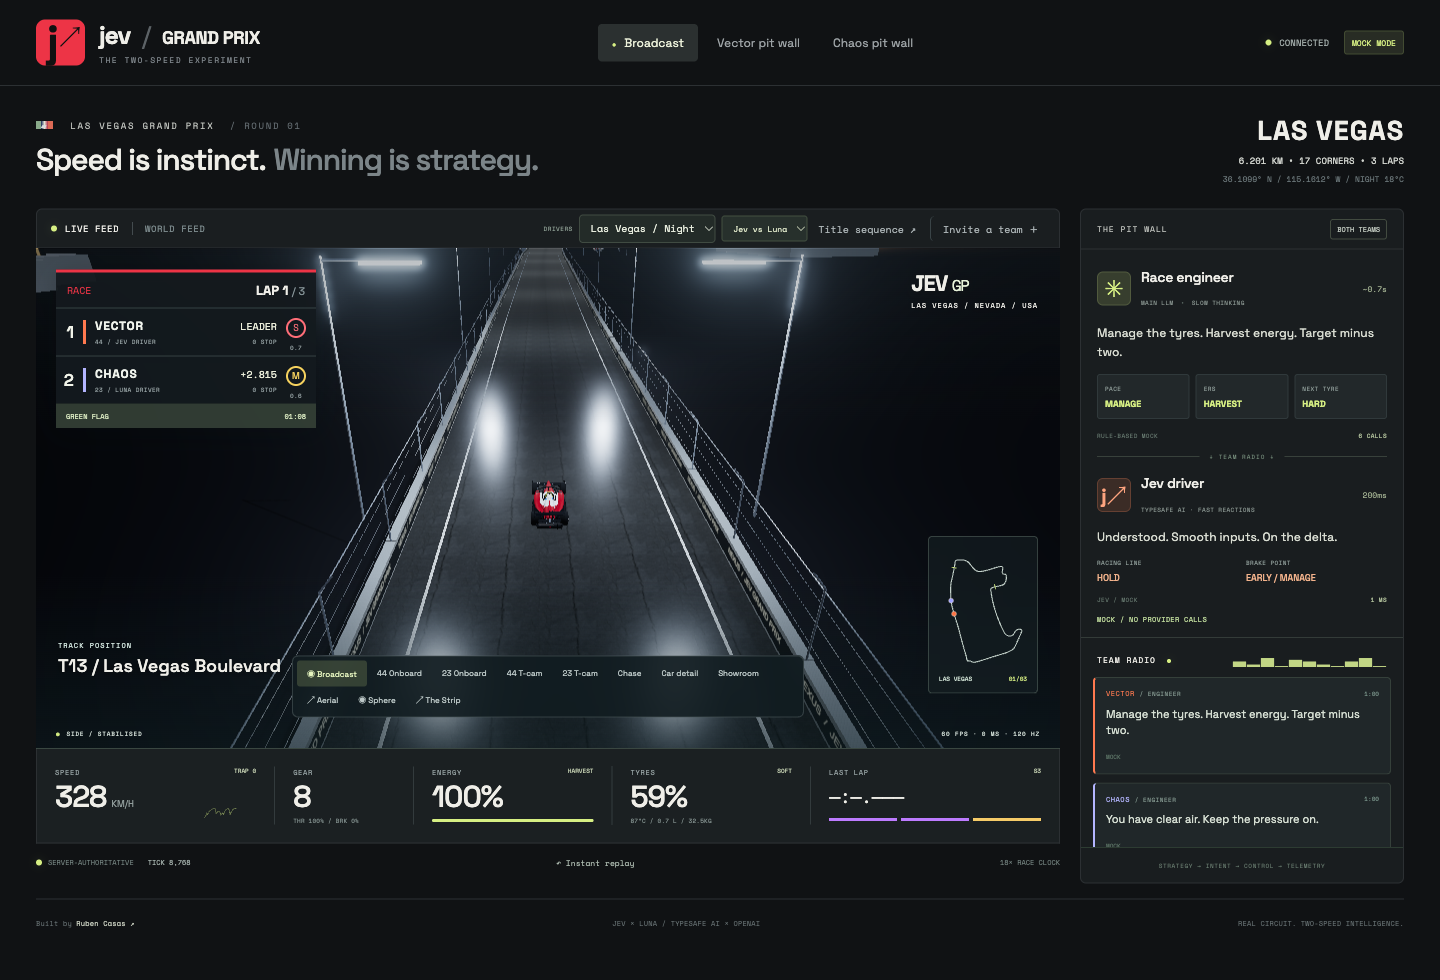 jev / GRAND PRIX
THE TWO-SPEED EXPERIMENT
Broadcast
Vector pit wall
Chaos pit wall
CONNECTED
MOCK MODE
LAS VEGAS GRAND PRIX / ROUND 01
Speed is instinct. Winning is strategy.
LAS VEGAS
6.201 KM • 17 CORNERS • 3 LAPS
36.1099° N / 115.1612° W / NIGHT 18°C
LIVE FEED
WORLD FEED
DRIVERS
Las Vegas / Night
Jev vs Luna
Title sequence ↗
Invite a team +
RACE
LAP 1 / 3
1 VECTOR LEADER S
44 / JEV DRIVER 0 STOP 0.7
2 CHAOS +2.815 M
23 / LUNA DRIVER 0 STOP 0.6
GREEN FLAG 01:08
JEV GP
LAS VEGAS / NEVADA / USA
TRACK POSITION
T13 / Las Vegas Boulevard
Broadcast 44 Onboard 23 Onboard 44 T-cam 23 T-cam Chase Car detail Showroom
↗ Aerial Sphere ↗ The Strip
LAS VEGAS 01/03
SIDE / STABILISED
60 FPS · 0 MS · 120 HZ
SPEED TRAP 0
328 KM/H
GEAR
8
THR 100% / BRK 0%
ENERGY HARVEST
100%
TYRES SOFT
59%
87°C / 0.7 L / 32.5KG
LAST LAP S3
—:—.———
SERVER-AUTHORITATIVE TICK 8,768
↶ Instant replay
18× RACE CLOCK
THE PIT WALL
BOTH TEAMS
Race engineer
MAIN LLM · SLOW THINKING
~0.7s
Manage the tyres. Harvest energy. Target minus
two.
PACE
MANAGE
ERS
HARVEST
NEXT TYRE
HARD
RULE-BASED MOCK
6 CALLS
↓ TEAM RADIO ↓
j
Jev driver
TYPESAFE AI · FAST REACTIONS
200ms
Understood. Smooth inputs. On the delta.
RACING LINE
HOLD
BRAKE POINT
EARLY / MANAGE
JEV / MOCK
1 MS
MOCK / NO PROVIDER CALLS
TEAM RADIO
VECTOR / ENGINEER 1:00
Manage the tyres. Harvest energy. Target minus
two.
MOCK
CHAOS / ENGINEER 1:00
You have clear air. Keep the pressure on.
MOCK
STRATEGY → INTENT → CONTROL → TELEMETRY
Built by Ruben Casas ↗
JEV × LUNA / TYPESAFE AI × OPENAI
REAL CIRCUIT. TWO-SPEED INTELLIGENCE.